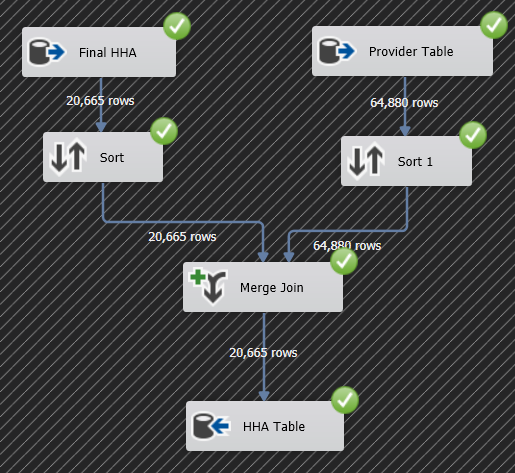 Final HHA
Provider Table
20,665 rows
64,880 rows
Sort
Sort 1
20,665 rows
64,880 rows
Merge Join
20,665 rows
HHA Table